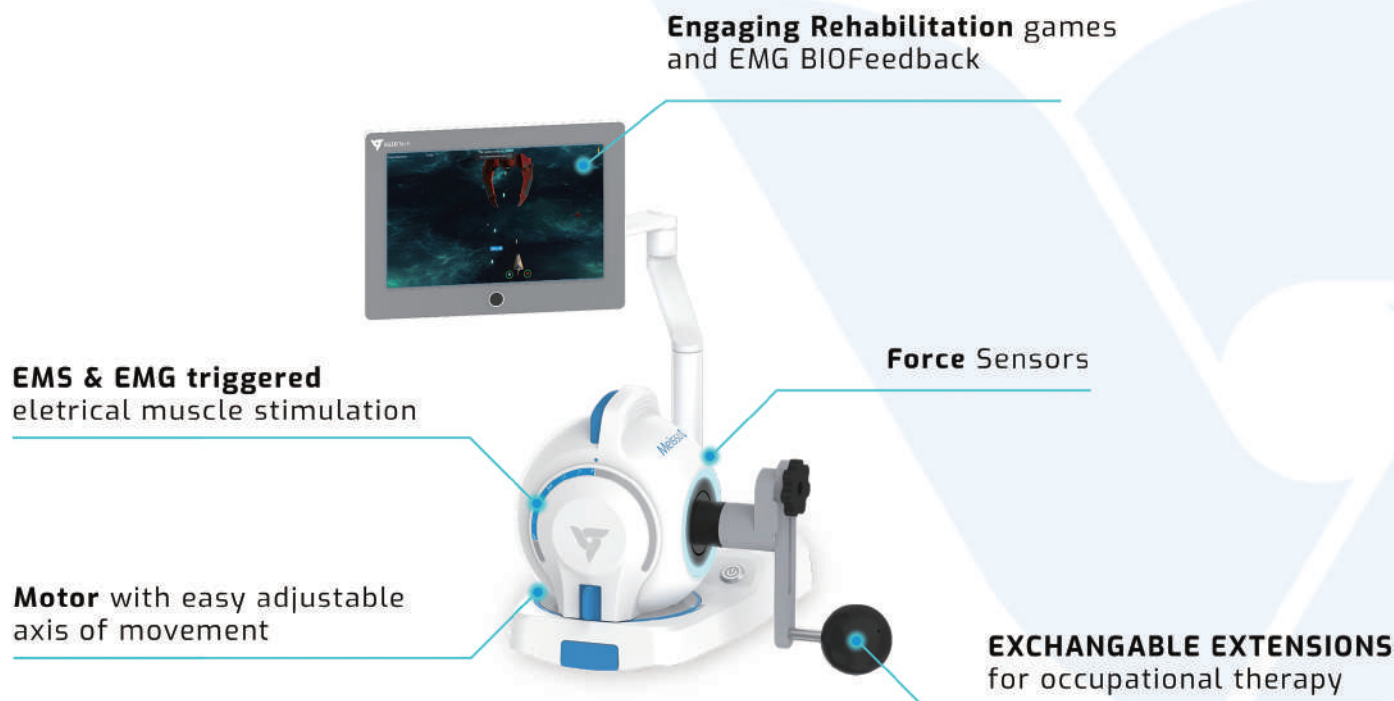 Engaging Rehabilitation games
and EMG BIOFeedback
EMS & EMG triggered
eletrical muscle stimulation
Force Sensors
Motor with easy adjustable
axis of movement
EXCHANGABLE EXTENSIONS
for occupational therapy